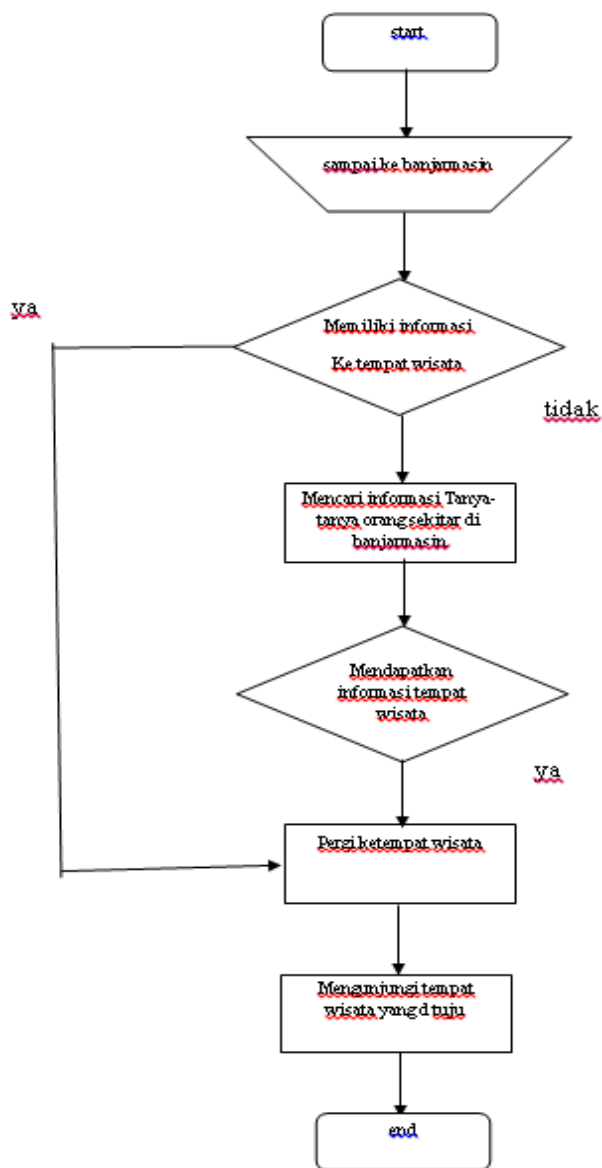 start
sampai ke banjarmasin
ya
Memiliki informasi
Ke tempat wisata
tidak
Mencari informasi Tanya-
tanya orang sekitar di
banjarmasin
Mendapatkan
informasi tempat
wisata
ya
Pergi ketempat wisata
Mengunjungi tempat
wisata yang d tuju
end